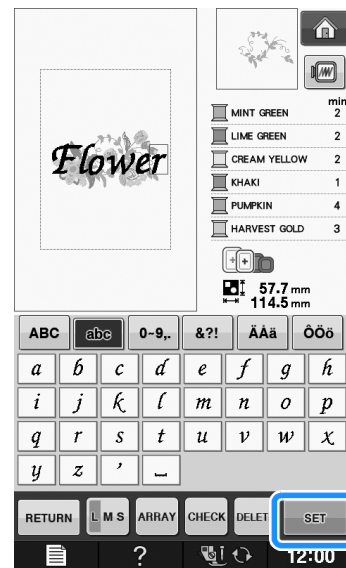 min
MINT GREEN 2
LIME GREEN 2
CREAM YELLOW 2
KHAKI 1
PUMPKIN 4
HARVEST GOLD 3
Flower
57.7 mm
114.5 mm
ABC abc 0~9,. &?! ÄÅä ÔÖö
a b c d e f g h
i j k l m n o p
q r s t u v w x
y z ’ ⎵
RETURN L M S ARRAY CHECK DELET SET
? 12:00